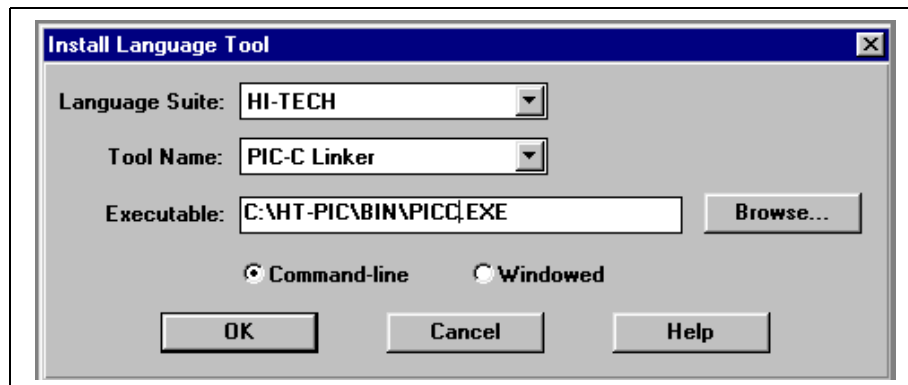 Install Language Tool
Language Suite: HI-TECH
Tool Name: PIC-C Linker
Executable: C:\HT-PIC\BIN\PICC.EXE Browse...
Command-line Windowed
OK Cancel Help